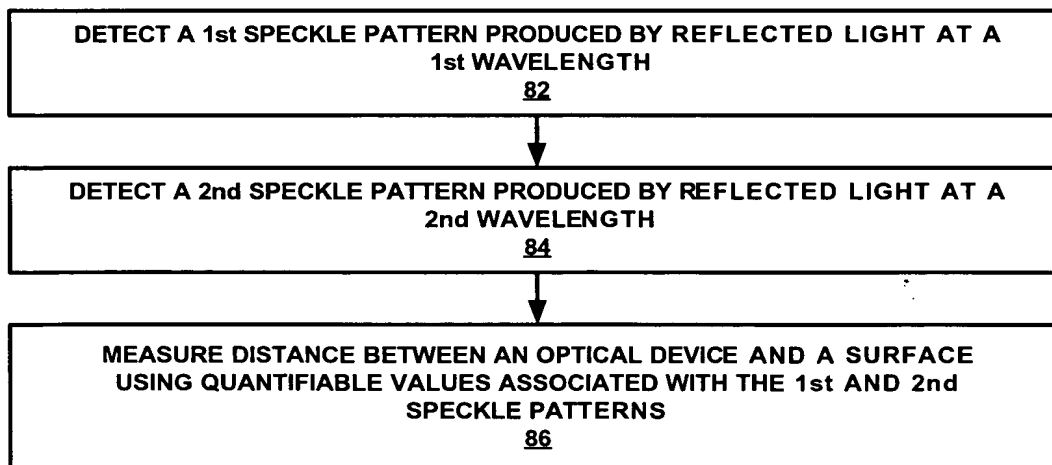 DETECT A 1st SPECKLE PATTERN PRODUCED BY REFLECTED LIGHT AT A
1st WAVELENGTH
82
DETECT A 2nd SPECKLE PATTERN PRODUCED BY REFLECTED LIGHT AT A
2nd WAVELENGTH
84
MEASURE DISTANCE BETWEEN AN OPTICAL DEVICE AND A SURFACE
USING QUANTIFIABLE VALUES ASSOCIATED WITH THE 1st AND 2nd
SPECKLE PATTERNS
86